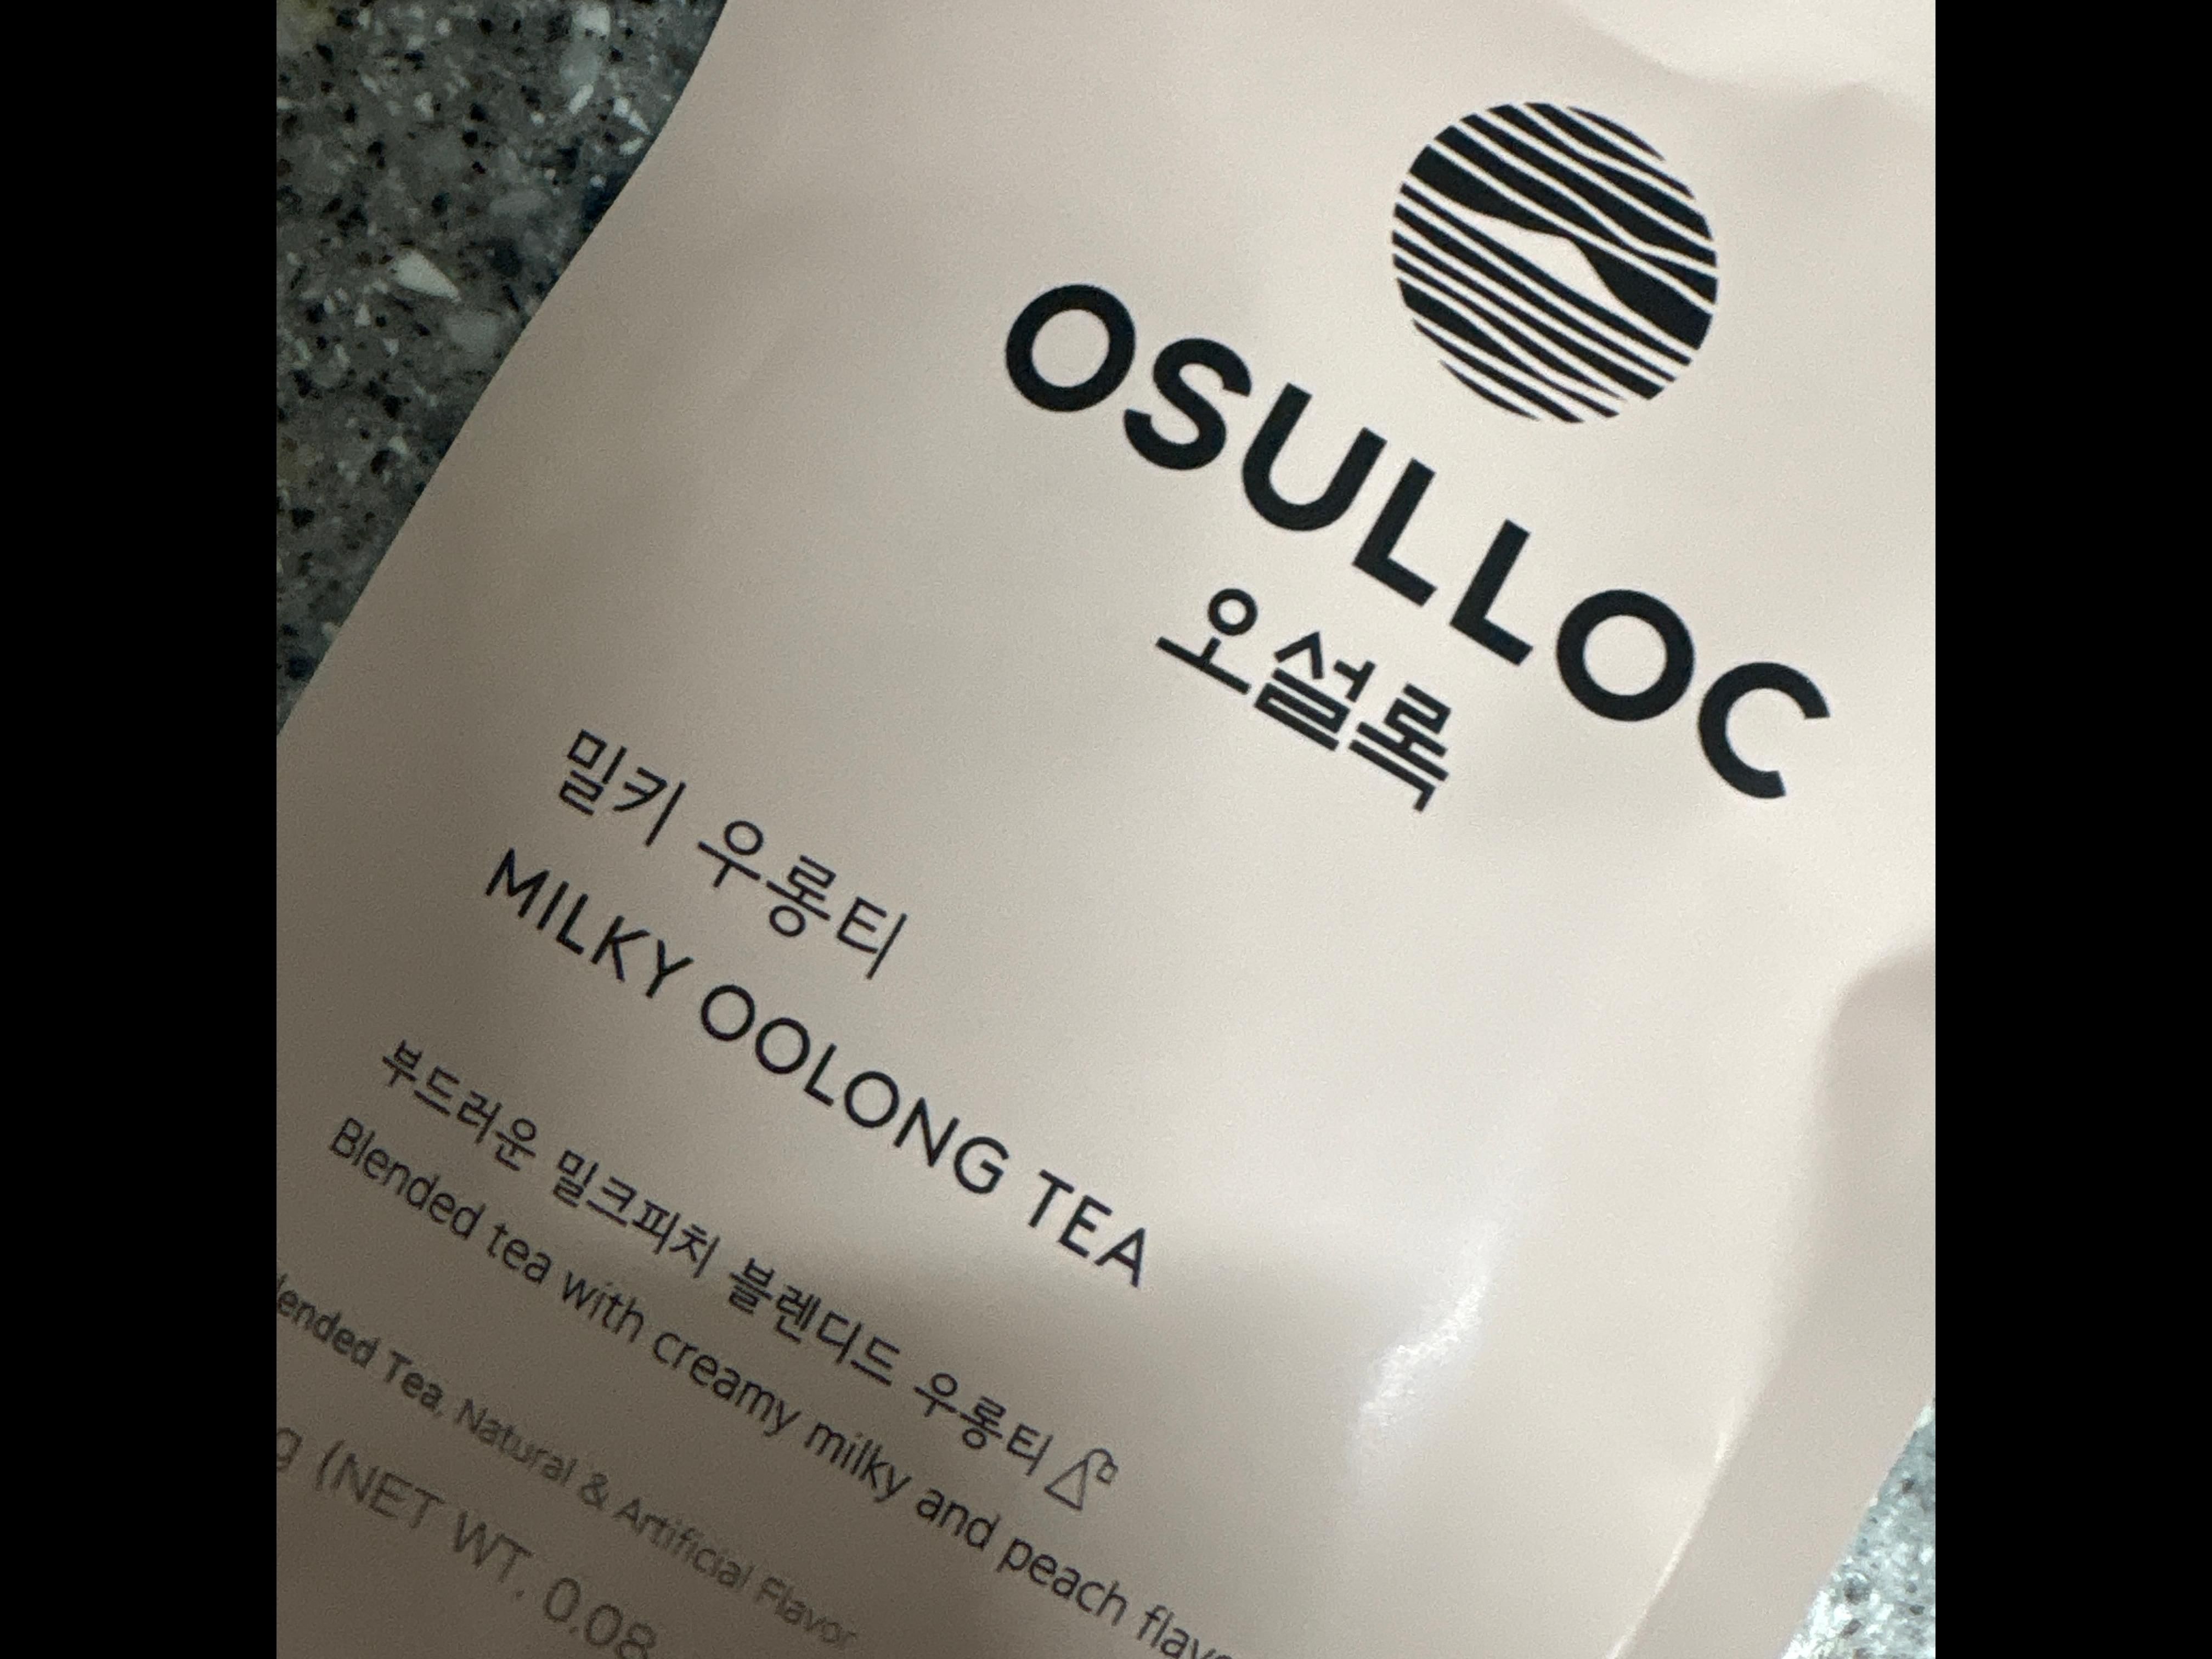 OSULLOC
오설록
밀키 우롱티
MILKY OOLONG TEA
부드러운 밀크피치 블렌디드 우롱티
Blended tea with creamy milky and peach
Tea, Natural & Artificial Flavor
(NET WT. 0.08